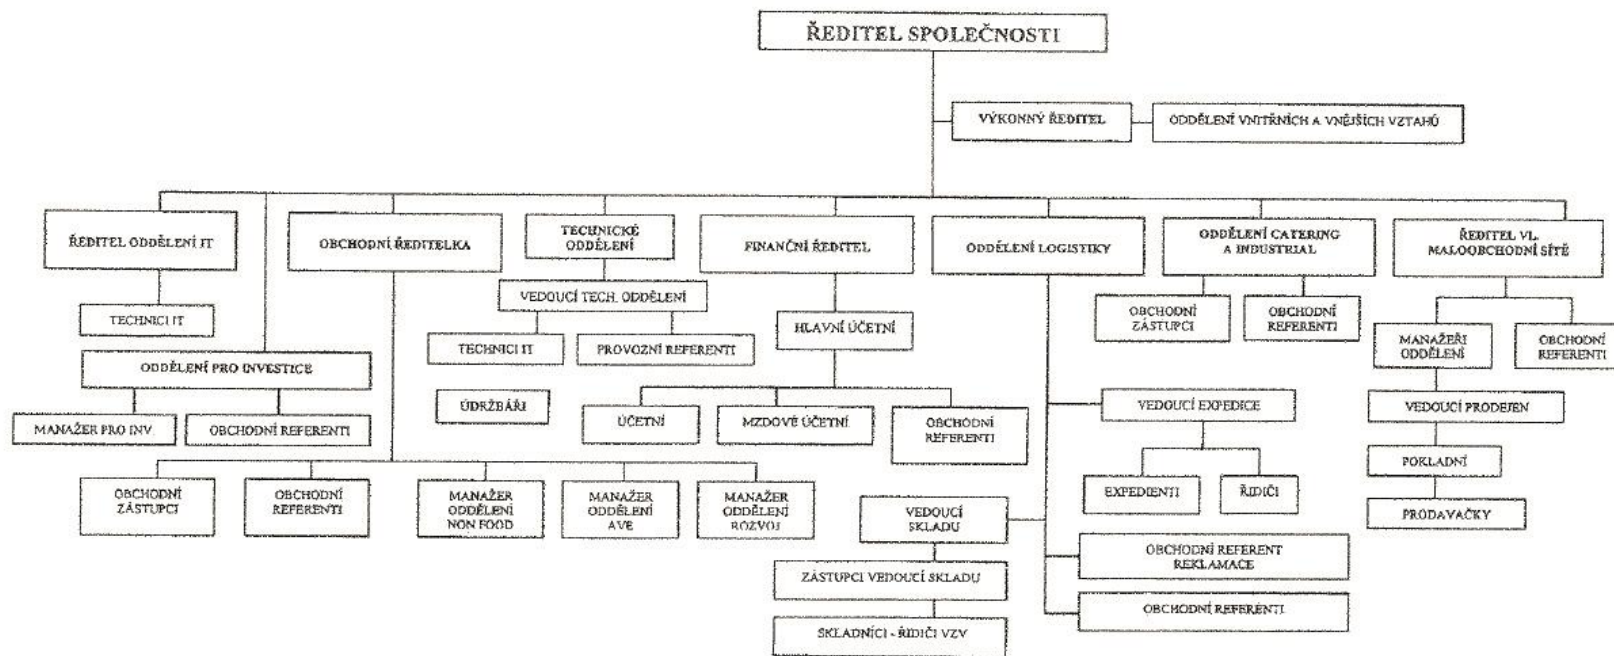 ŘEDITEL SPOLEČNOSTI
VÝKONNÝ ŘEDITEL
ODDĚLENÍ VNITŘNÍCH A VNĚJŠÍCH VZTAHŮ
ŘEDITEL ODDĚLENÍ IT
OBCHODNÍ ŘEDITELKA
TECHNICKÉ
ODDĚLENÍ
FINANČNÍ ŘEDITEL
ODDĚLENÍ LOGISTIKY
ODDĚLENÍ CATERING
A INDUSTRIAL
ŘEDITEL VL.
MALOOBCHODNÍ SÍTĚ
TECHNICI IT
VEDOUCÍ TECH. ODDĚLENÍ
HLAVNÍ ÚČETNÍ
OBCHODNÍ
ZÁSTUPCI
OBCHODNÍ
REFERENTI
MANAŽEŘI
ODDĚLENÍ
OBCHODNÍ
REFERENTI
TECHNICI IT
PROVOZNÍ REFERENTI
ODDĚLENÍ PRO INVESTICE
ÚDRŽBÁŘI
MANAŽER PRO INV.
OBCHODNÍ REFERENTI
ÚČETNÍ
MZDOVÉ ÚČETNÍ
OBCHODNÍ
REFERENTI
VEDOUCÍ EXPEDICE
VEDOUCÍ PRODEJEN
POKLADNÍ
PRODAVAČKY
EXPEDIENTI
ŘIDIČI
OBCHODNÍ
ZÁSTUPCI
OBCHODNÍ
REFERENTI
MANAŽER
ODDĚLENÍ
NON FOOD
MANAŽER
ODDĚLENÍ
AVE
MANAŽER
ODDĚLENÍ
ROZVOJ
VEDOUCÍ
SKLADU
ZÁSTUPCI VEDOUCÍ SKLADU
SKLADNÍCI - ŘIDIČI VZV
OBCHODNÍ REFERENT
REKLAMACE
OBCHODNÍ REFERENTI